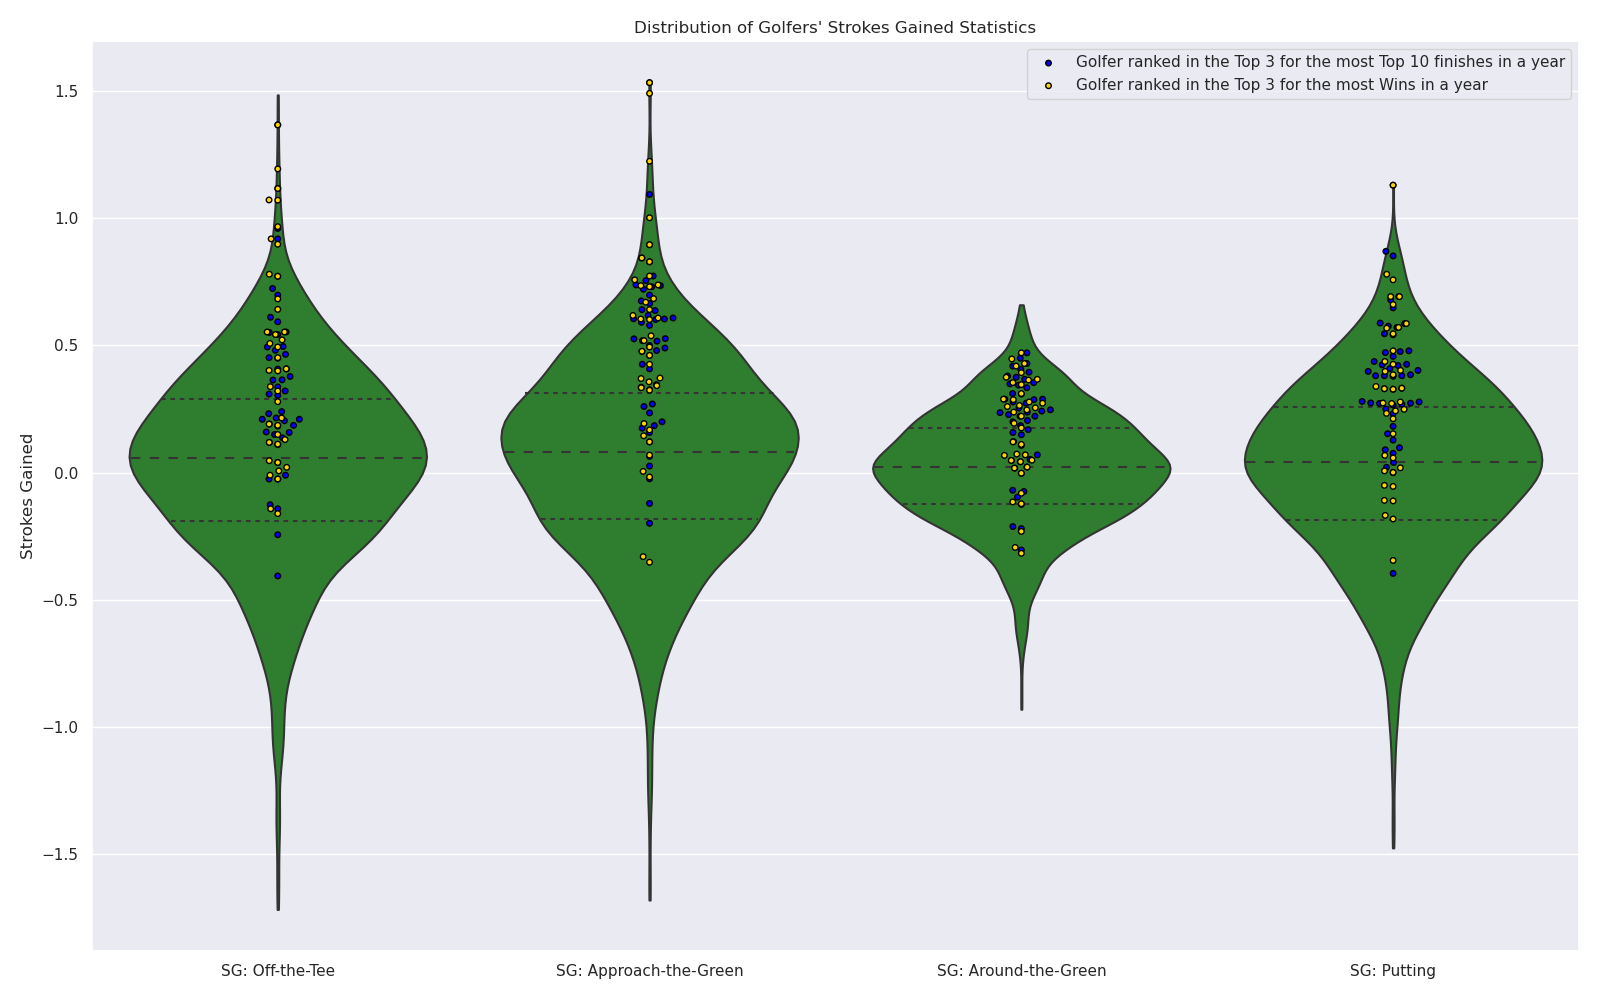 Distribution of Golfers' Strokes Gained Statistics
Golfer ranked in the Top 3 for the most Top 10 finishes in a year
Golfer ranked in the Top 3 for the most Wins in a year
1.5
1.0
0.5
0.0
−0.5
−1.0
−1.5
Strokes Gained
SG: Off-the-Tee
SG: Approach-the-Green
SG: Around-the-Green
SG: Putting